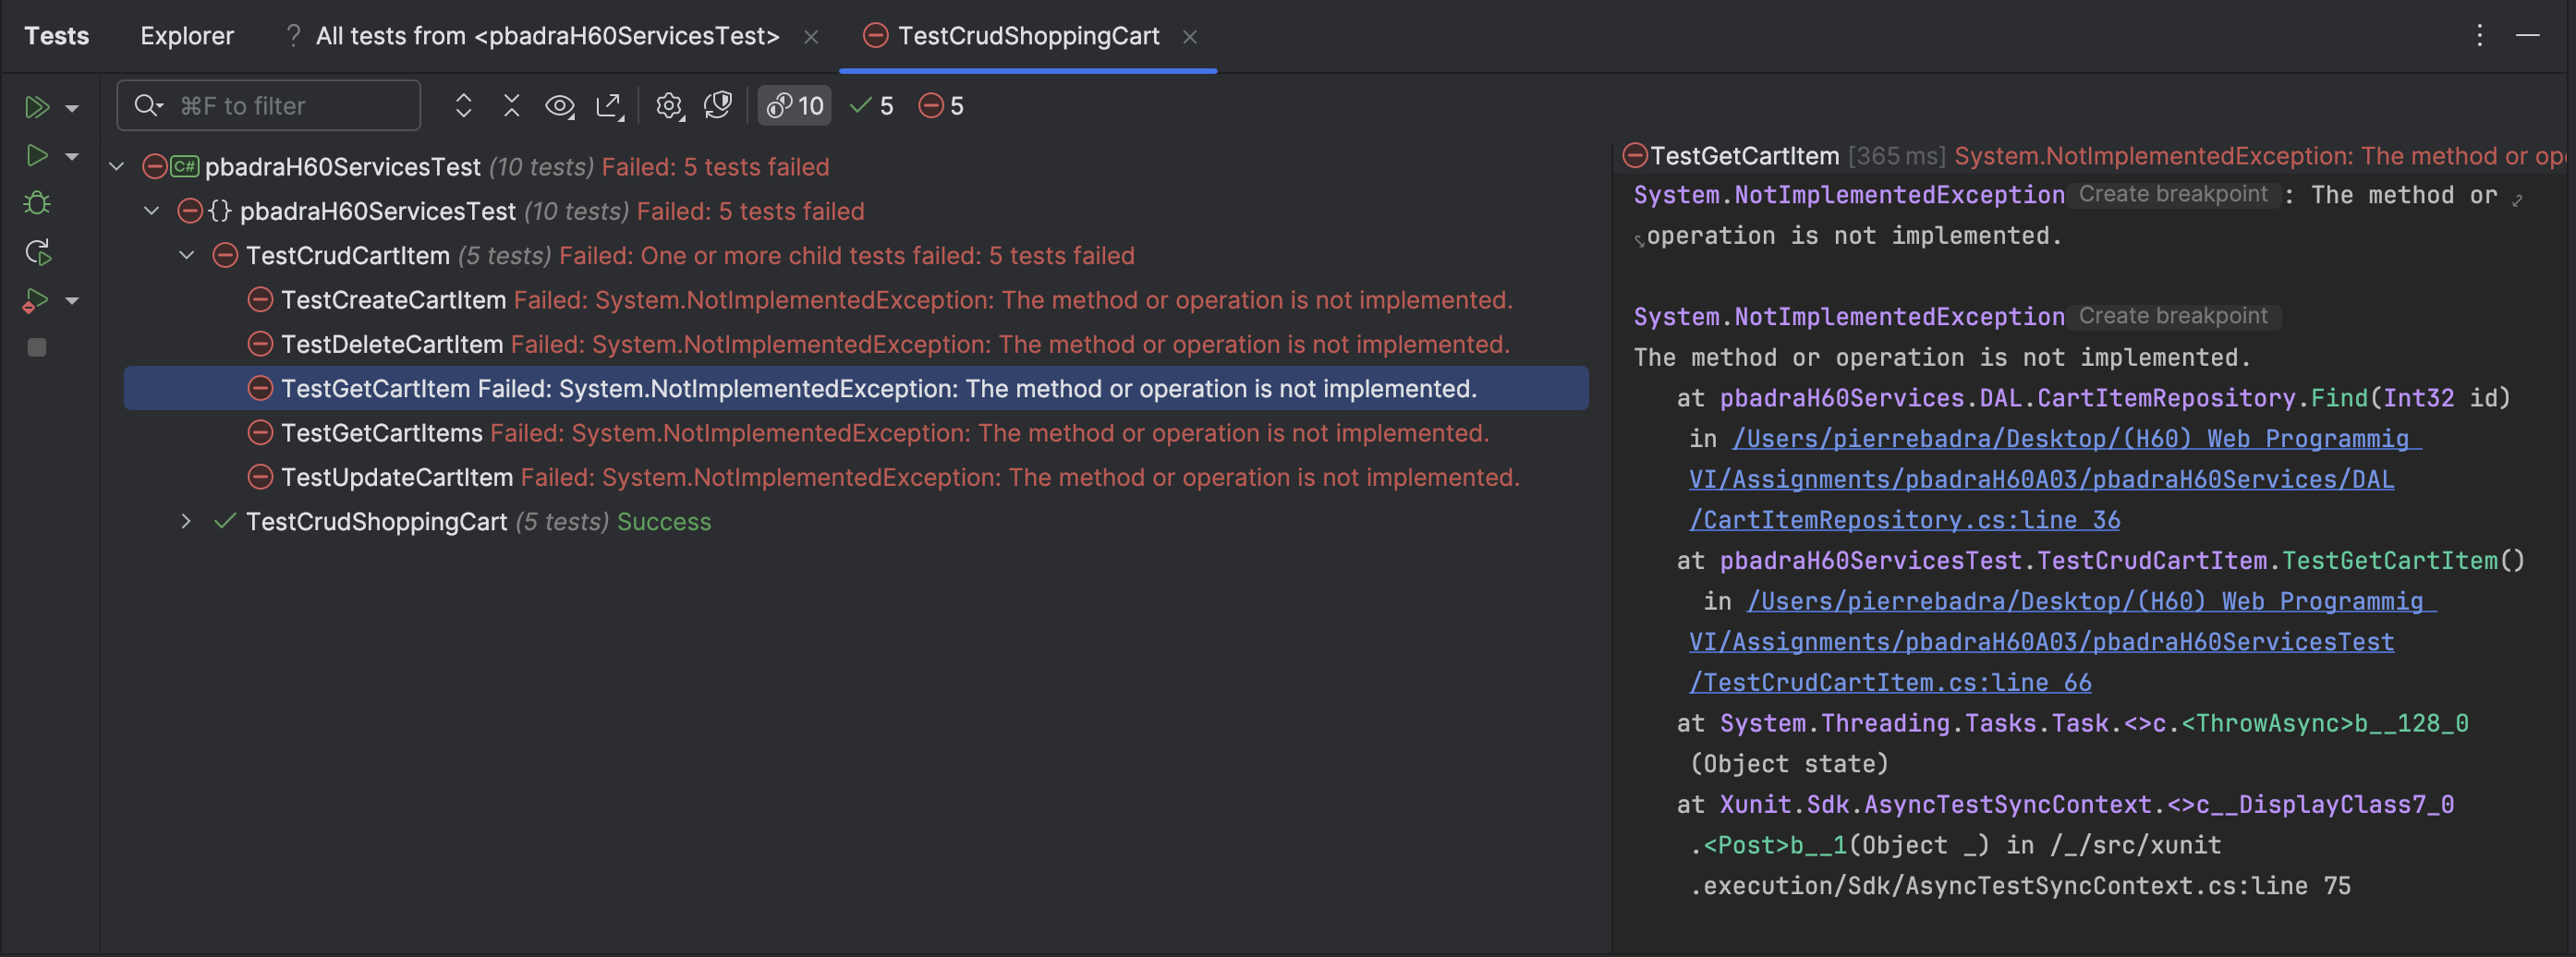 Tests Explorer ? All tests from <pbadraH60ServicesTest> × TestCrudShoppingCart ×
⌘F to filter 10 5 5
C# pbadraH60ServicesTest (10 tests) Failed: 5 tests failed
{} pbadraH60ServicesTest (10 tests) Failed: 5 tests failed
TestCrudCartItem (5 tests) Failed: One or more child tests failed: 5 tests failed
TestCreateCartItem Failed: System.NotImplementedException: The method or operation is not implemented.
TestDeleteCartItem Failed: System.NotImplementedException: The method or operation is not implemented.
TestGetCartItem Failed: System.NotImplementedException: The method or operation is not implemented.
TestGetCartItems Failed: System.NotImplementedException: The method or operation is not implemented.
TestUpdateCartItem Failed: System.NotImplementedException: The method or operation is not implemented.
TestCrudShoppingCart (5 tests) Success
TestGetCartItem [365 ms] System.NotImplementedException: The method or op
System.NotImplementedException Create breakpoint : The method or
operation is not implemented.
System.NotImplementedException Create breakpoint
The method or operation is not implemented.
at pbadraH60Services.DAL.CartItemRepository.Find(Int32 id)
in /Users/pierrebadra/Desktop/(H60) Web Programmig
VI/Assignments/pbadraH60A03/pbadraH60Services/DAL
/CartItemRepository.cs:line 36
at pbadraH60ServicesTest.TestCrudCartItem.TestGetCartItem()
in /Users/pierrebadra/Desktop/(H60) Web Programmig
VI/Assignments/pbadraH60A03/pbadraH60ServicesTest
/TestCrudCartItem.cs:line 66
at System.Threading.Tasks.Task.<>c.<ThrowAsync>b__128_0
(Object state)
at Xunit.Sdk.AsyncTestSyncContext.<>c__DisplayClass7_0
.<Post>b__1(Object _) in /_/src/xunit
.execution/Sdk/AsyncTestSyncContext.cs:line 75